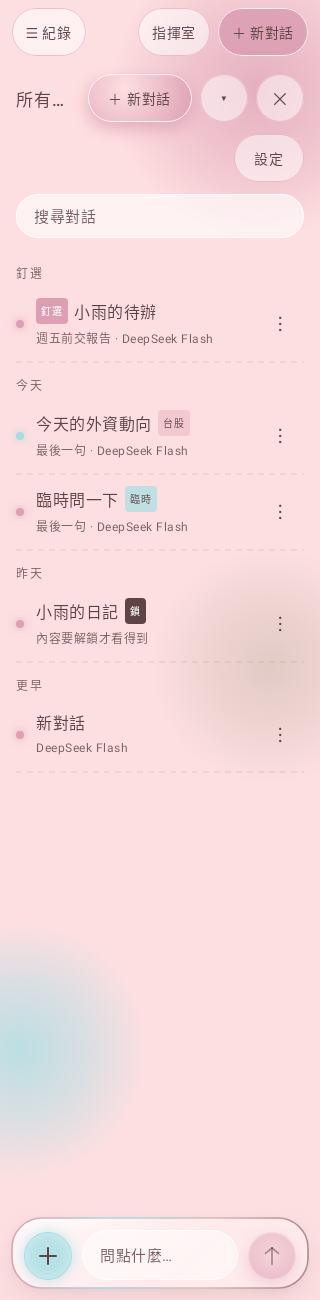 ☰ 紀錄
指揮室
＋ 新對話
所有…
＋ 新對話
▾
設定
搜尋對話
釘選
釘選 小雨的待辦
週五前交報告 · DeepSeek Flash
今天
今天的外資動向 台股
最後一句 · DeepSeek Flash
臨時問一下 臨時
最後一句 · DeepSeek Flash
昨天
小雨的日記 鎖
內容要解鎖才看得到
更早
新對話
DeepSeek Flash
問點什麼…